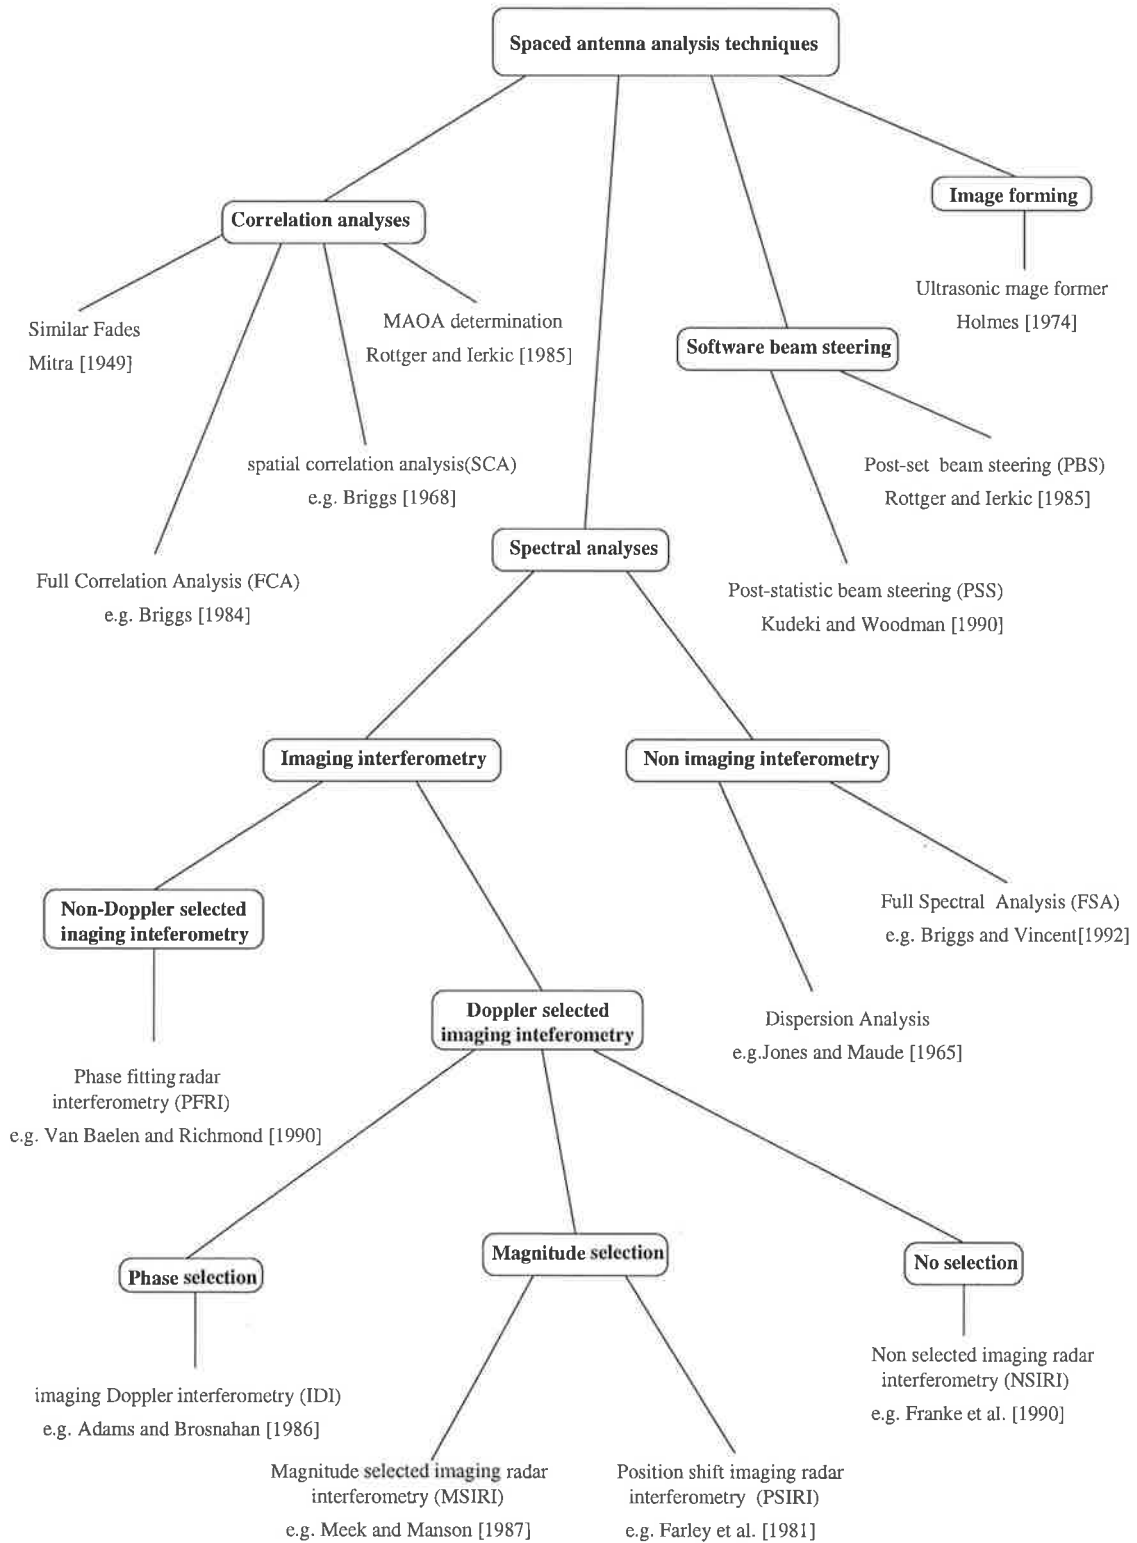 Spaced antenna analysis techniques
Image forming
Correlation analyses
Ultrasonic mage former
Holmes [1974]
Similar Fades
Mitra [1949]
MAOA determination
Rottger and Ierkic [1985]
Software beam steering
spatial correlation analysis(SCA)
e.g. Briggs [1968]
Post-set beam steering (PBS)
Rottger and Ierkic [1985]
Spectral analyses
Full Correlation Analysis (FCA)
e.g. Briggs [1984]
Post-statistic beam steering (PSS)
Kudeki and Woodman [1990]
Imaging interferometry
Non imaging inteferometry
Non-Doppler selected
inaging inteferometry
Full Spectral Analysis (FSA)
e.g. Briggs and Vincent[1992]
Doppler selected
imaging inteferometry
Dispersion Analysis
e.g.Jones and Maude [1965]
Phase fitting radar
interferometry (PFRI)
e.g. Van Baelen and Richmond [1990]
Phase selection
Magnitude selection
No selection
imaging Doppler interferometry (IDI)
e.g. Adams and Brosnahan [1986]
Non selected imaging radar
interferometry (NSIRI)
e.g. Franke et al. [1990]
Magnitude selected imaging radar
interferometry (MSIRI)
e.g. Meek and Manson [1987]
Position shift imaging radar
interferometry (PSIRI)
e.g. Farley et al. [1981]